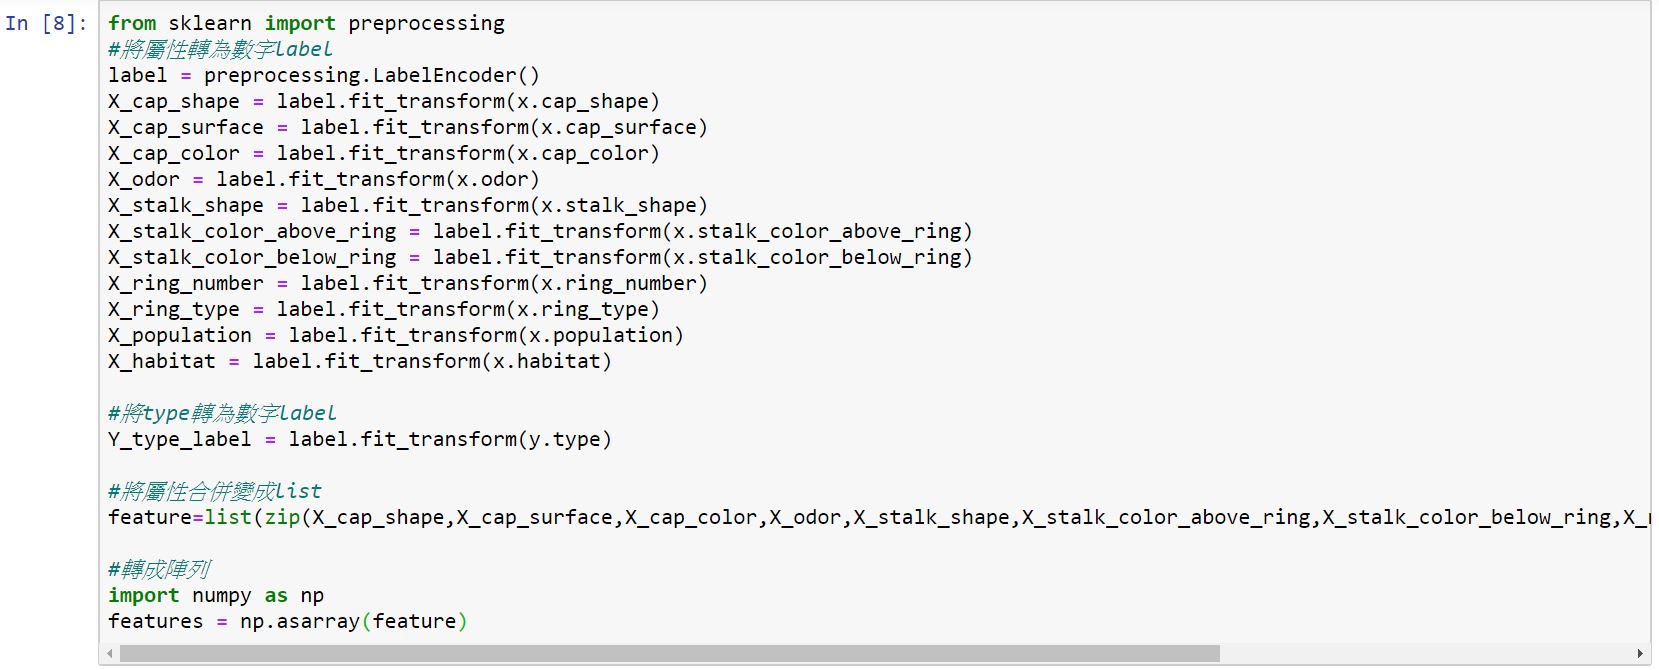 In [8]:
from sklearn import preprocessing
#將屬性轉為數字label
label = preprocessing.LabelEncoder()
X_cap_shape = label.fit_transform(x.cap_shape)
X_cap_surface = label.fit_transform(x.cap_surface)
X_cap_color = label.fit_transform(x.cap_color)
X_odor = label.fit_transform(x.odor)
X_stalk_shape = label.fit_transform(x.stalk_shape)
X_stalk_color_above_ring = label.fit_transform(x.stalk_color_above_ring)
X_stalk_color_below_ring = label.fit_transform(x.stalk_color_below_ring)
X_ring_number = label.fit_transform(x.ring_number)
X_ring_type = label.fit_transform(x.ring_type)
X_population = label.fit_transform(x.population)
X_habitat = label.fit_transform(x.habitat)
#將type轉為數字label
Y_type_label = label.fit_transform(y.type)
#將屬性合併變成list
feature=list(zip(X_cap_shape,X_cap_surface,X_cap_color,X_odor,X_stalk_shape,X_stalk_color_above_ring,X_stalk_color_below_ring,X_
#轉成陣列
import numpy as np
features = np.asarray(feature)